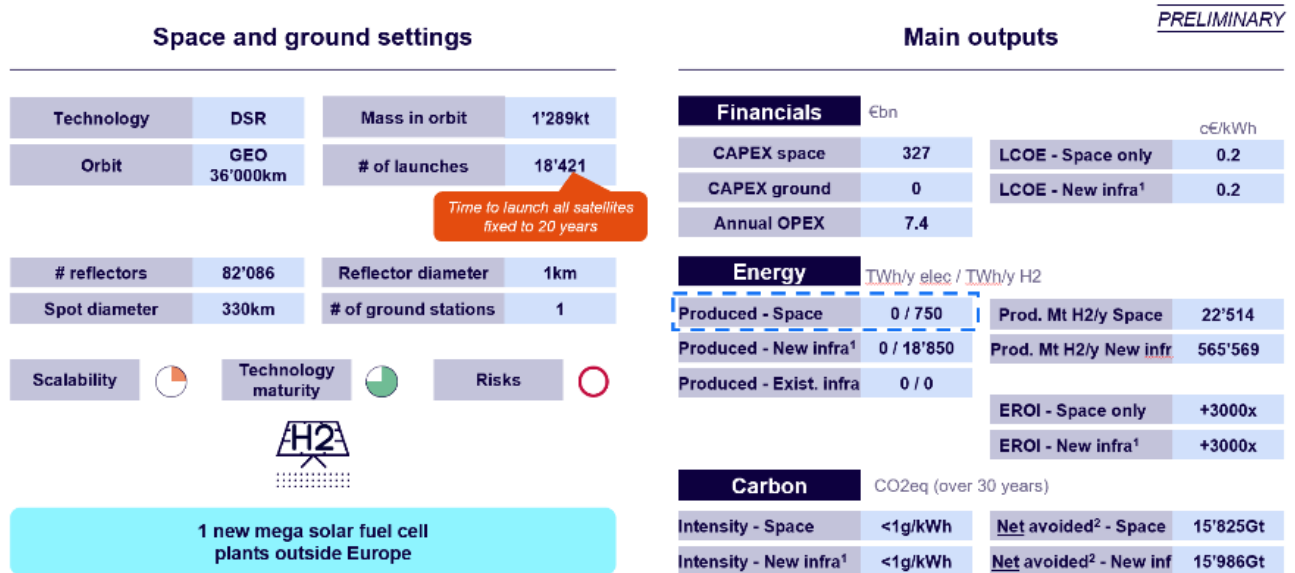 PRELIMINARY
Space and ground settings
Main outputs
Technology DSR Mass in orbit 1'289kt
Orbit GEO 36'000km # of launches 18'421
Time to launch all satellites
fixed to 20 years
# reflectors 82'086 Reflector diameter 1km
Spot diameter 330km # of ground stations 1
Scalability Technology maturity Risks
H2
1 new mega solar fuel cell
plants outside Europe
Financials €bn
c€/kWh
CAPEX space 327 LCOE - Space only 0.2
CAPEX ground 0 LCOE - New infra¹ 0.2
Annual OPEX 7.4
Energy TWh/y elec / TWh/y H2
Produced - Space 0 / 750 Prod. Mt H2/y Space 22'514
Produced - New infra¹ 0 / 18'850 Prod. Mt H2/y New infr 565'569
Produced - Exist. infra 0 / 0
EROI - Space only +3000x
EROI - New infra¹ +3000x
Carbon CO2eq (over 30 years)
Intensity - Space <1g/kWh Net avoided² - Space 15'825Gt
Intensity - New infra¹ <1g/kWh Net avoided² - New inf 15'986Gt